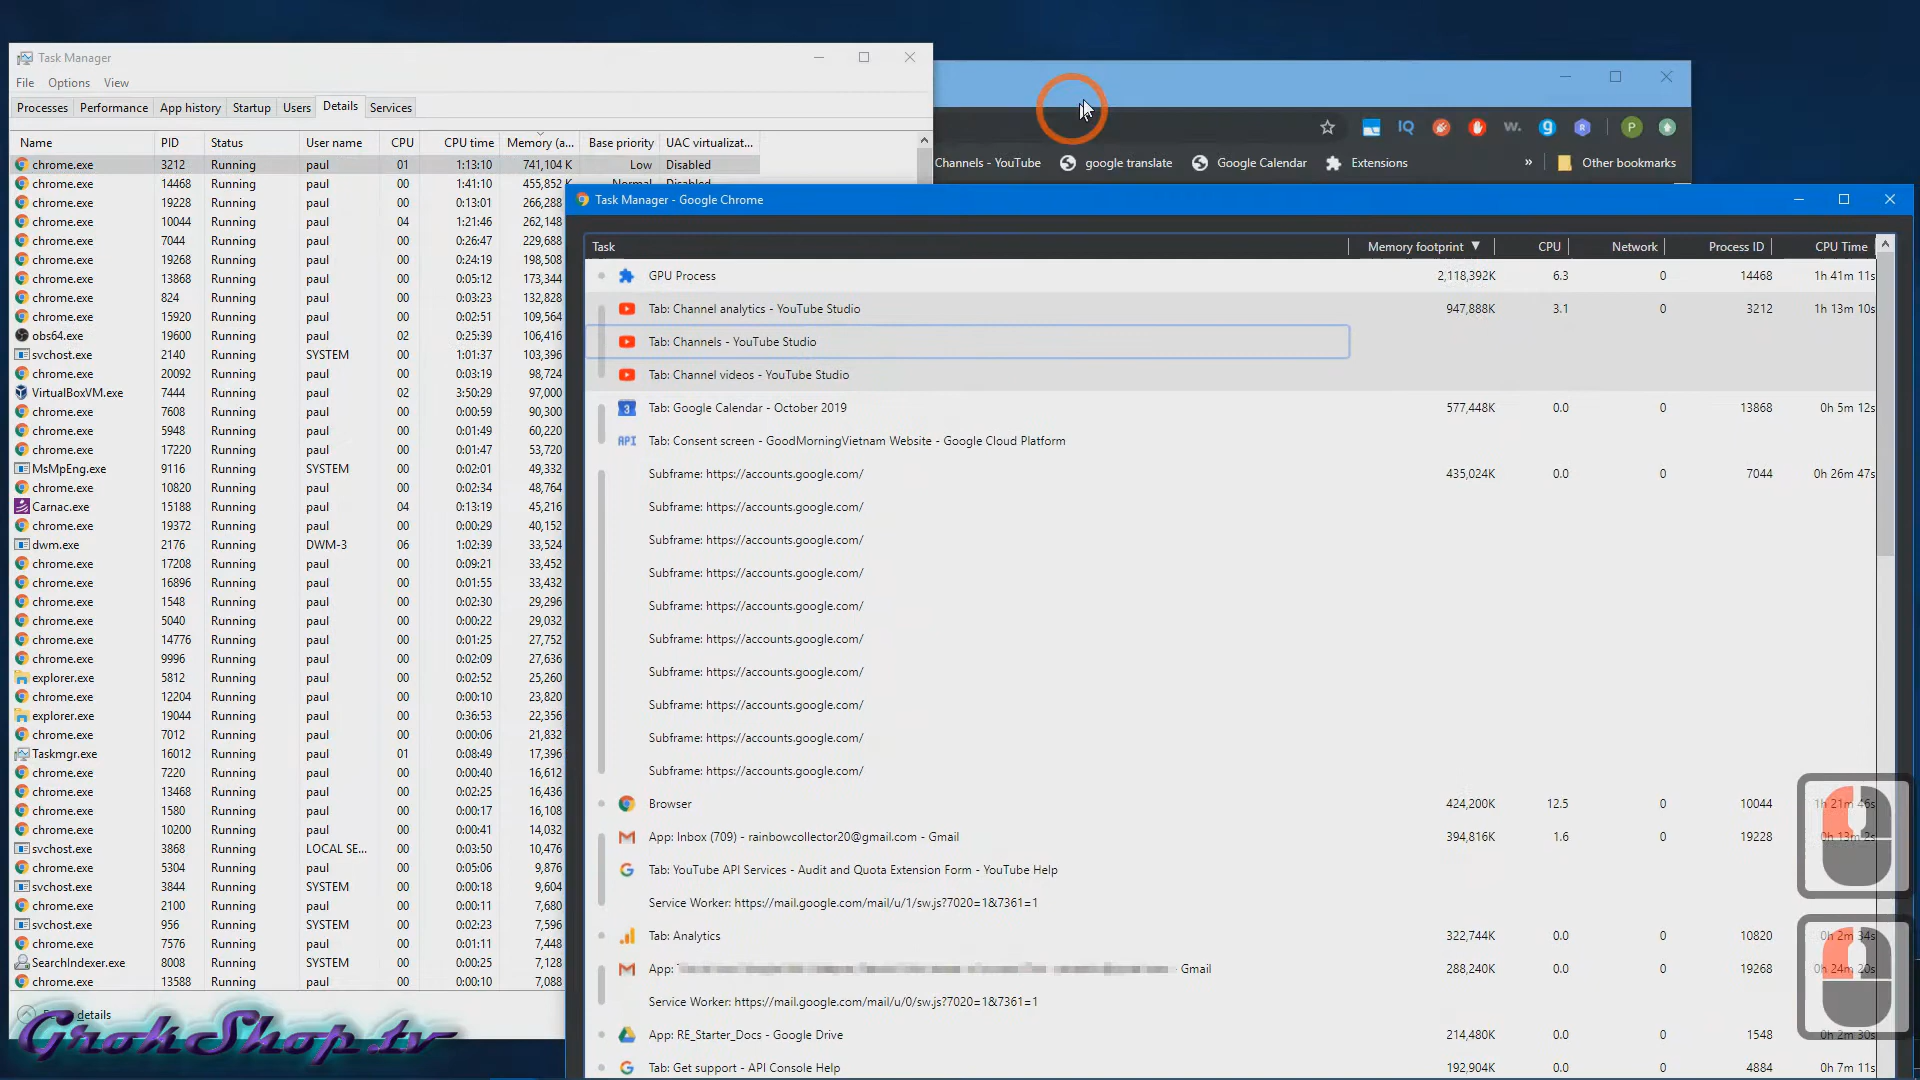 Task Manager
File Options View
Processes Performance App history Startup Users Details Services
Name PID Status User name CPU CPU time Memory (a... Base priority UAC virtualizat...
chrome.exe 3212 Running paul 01 1:13:10 741,104 K Low Disabled
chrome.exe 14468 Running paul 00 1:41:10 455,852 K Normal Disabled
chrome.exe 19228 Running paul 00 0:13:01 266,288
chrome.exe 10044 Running paul 04 1:21:46 262,148
chrome.exe 7044 Running paul 00 0:26:47 229,688
chrome.exe 19268 Running paul 00 0:24:19 198,508
chrome.exe 13868 Running paul 00 0:05:12 173,344
chrome.exe 824 Running paul 00 0:03:23 132,828
chrome.exe 15920 Running paul 00 0:02:51 109,564
obs64.exe 19600 Running paul 02 0:25:39 106,416
svchost.exe 2140 Running SYSTEM 00 1:01:37 103,396
chrome.exe 20092 Running paul 00 0:03:19 98,724
VirtualBoxVM.exe 7444 Running paul 02 3:50:29 97,000
chrome.exe 7608 Running paul 00 0:00:59 90,300
chrome.exe 5948 Running paul 00 0:01:49 60,220
chrome.exe 17220 Running paul 00 0:01:47 53,720
MsMpEng.exe 9116 Running SYSTEM 00 0:02:01 49,332
chrome.exe 10820 Running paul 00 0:02:34 48,764
Carnac.exe 15188 Running paul 04 0:13:19 45,216
chrome.exe 19372 Running paul 00 0:00:29 40,152
dwm.exe 2176 Running DWM-3 06 1:02:39 33,524
chrome.exe 17208 Running paul 00 0:09:21 33,452
chrome.exe 16896 Running paul 00 0:01:55 33,432
chrome.exe 1548 Running paul 00 0:02:30 29,296
chrome.exe 5040 Running paul 00 0:00:22 29,032
chrome.exe 14776 Running paul 00 0:01:25 27,752
chrome.exe 9996 Running paul 00 0:02:09 27,636
explorer.exe 5812 Running paul 00 0:02:52 25,260
chrome.exe 12204 Running paul 00 0:00:10 23,820
explorer.exe 19044 Running paul 00 0:36:53 22,356
chrome.exe 7012 Running paul 00 0:00:06 21,832
Taskmgr.exe 16012 Running paul 01 0:08:49 17,396
chrome.exe 7220 Running paul 00 0:00:40 16,612
chrome.exe 13468 Running paul 00 0:02:25 16,436
chrome.exe 1580 Running paul 00 0:00:17 16,108
chrome.exe 10200 Running paul 00 0:00:41 14,032
svchost.exe 3868 Running LOCAL SE... 00 0:03:50 10,476
chrome.exe 5304 Running paul 00 0:05:06 9,876
svchost.exe 3844 Running SYSTEM 00 0:00:18 9,604
chrome.exe 2100 Running paul 00 0:00:11 7,680
svchost.exe 956 Running SYSTEM 00 0:02:23 7,596
chrome.exe 7576 Running paul 00 0:01:11 7,448
SearchIndexer.exe 8008 Running SYSTEM 00 0:00:25 7,128
chrome.exe 13588 Running paul 00 0:00:10 7,088
details
GrokShop.tv
IQ w. g R P
Channels - YouTube google translate Google Calendar Extensions » Other bookmarks
Task Manager - Google Chrome
Task Memory footprint ▼ CPU Network Process ID CPU Time
GPU Process 2,118,392K 6.3 0 14468 1h 41m 11s
Tab: Channel analytics - YouTube Studio 947,888K 3.1 0 3212 1h 13m 10s
Tab: Channels - YouTube Studio
Tab: Channel videos - YouTube Studio
3 Tab: Google Calendar - October 2019 577,448K 0.0 0 13868 0h 5m 12s
API Tab: Consent screen - GoodMorningVietnam Website - Google Cloud Platform
Subframe: https://accounts.google.com/ 435,024K 0.0 0 7044 0h 26m 47s
Subframe: https://accounts.google.com/
Subframe: https://accounts.google.com/
Subframe: https://accounts.google.com/
Subframe: https://accounts.google.com/
Subframe: https://accounts.google.com/
Subframe: https://accounts.google.com/
Subframe: https://accounts.google.com/
Subframe: https://accounts.google.com/
Subframe: https://accounts.google.com/
Browser 424,200K 12.5 0 10044 1h 21m 46s
App: Inbox (709) - rainbowcollector20@gmail.com - Gmail 394,816K 1.6 0 19228 0h 13m 2s
Tab: YouTube API Services - Audit and Quota Extension Form - YouTube Help
Service Worker: https://mail.google.com/mail/u/1/sw.js?7020=1&7361=1
Tab: Analytics 322,744K 0.0 0 10820 0h 2m 34s
App: - Gmail 288,240K 0.0 0 19268 0h 24m 20s
Service Worker: https://mail.google.com/mail/u/0/sw.js?7020=1&7361=1
App: RE_Starter_Docs - Google Drive 214,480K 0.0 0 1548 0h 2m 30s
Tab: Get support - API Console Help 192,904K 0.0 0 4884 0h 7m 11s